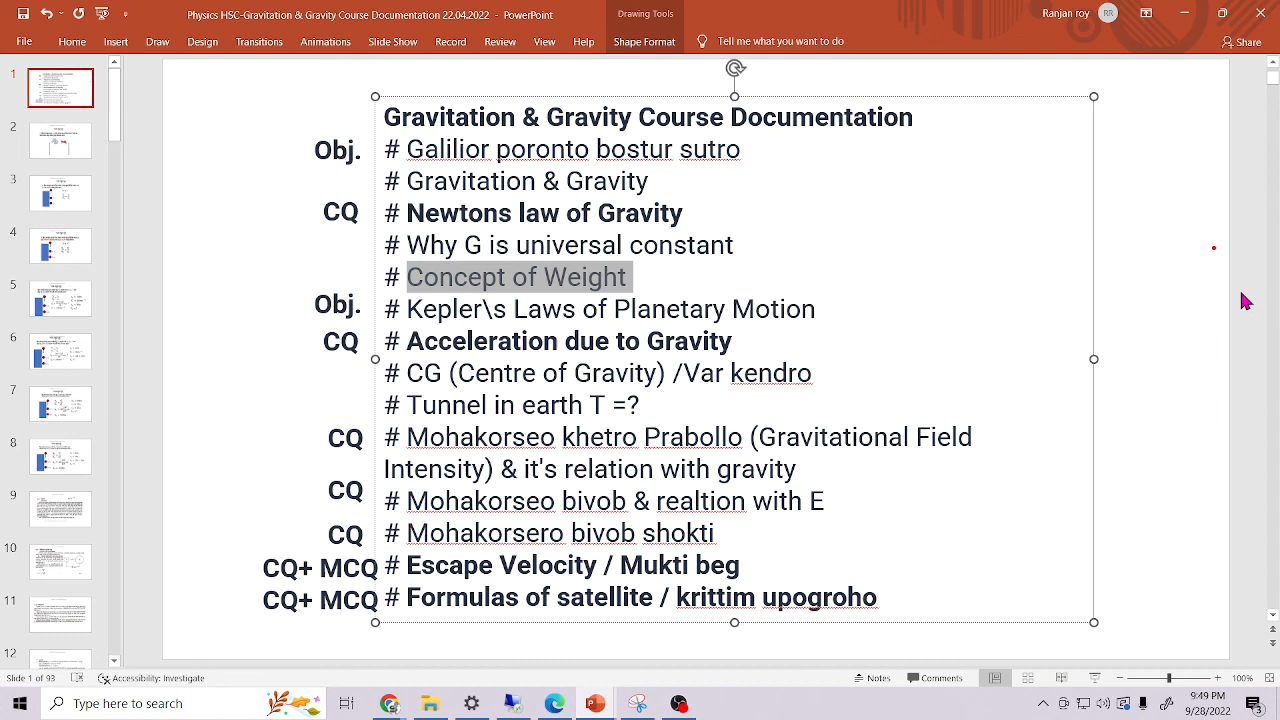 Physics HSC-Gravitation & Gravity Course Documentation 22.04.2022 - PowerPoint
Drawing Tools
Ranjan roy
RR
File Home Insert Draw Design Transitions Animations Slide Show Record Review View Help Shape Format Tell me what you want to do Share
1
12
Gravitation & Gravity Course Documentation
Obj. # Galilior poronto bostur sutro
# Gravitation & Gravity
CQ # Newtons law of Gravity
# Why G is universal constant
# Concept of Weight
Obj. # Kepler\s Laws of Planetary Motion
CQ # Acceleration due to Gravity
# CG (Centre of Gravity) /Var kendro
# Tunnel in earth T =?
CQ # Mohakorseo khetro Prabollo (Gravitational Field
Intensity) & it's relation with gravity
CQ # Mohakorseo bivob & realtion with E
CQ # Mohakorsero bivob shokti
CQ+ MCQ # Escape Velocity / Mukti beg
CQ+ MCQ # Formulas of satellite / krittim upogroho
Slide 1 of 93 Accessibility: Investigate Notes Comments 100%
Type here to search
9:49 PM
9/28/2022